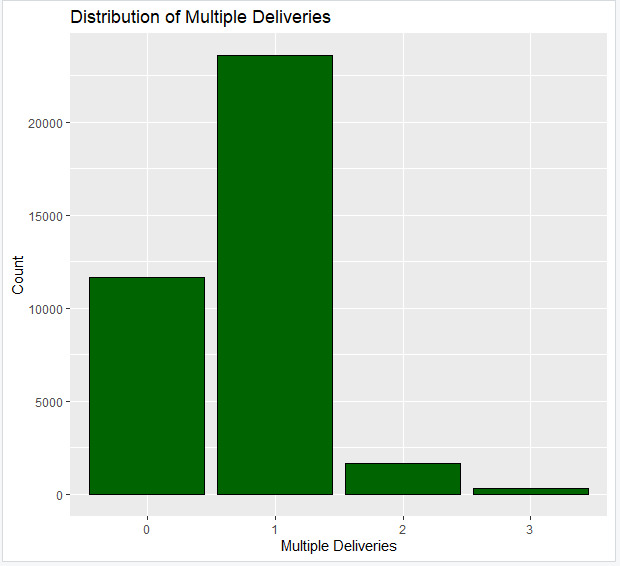 Distribution of Multiple Deliveries
20000
15000
10000
5000
0
Count
0 1 2 3
Multiple Deliveries